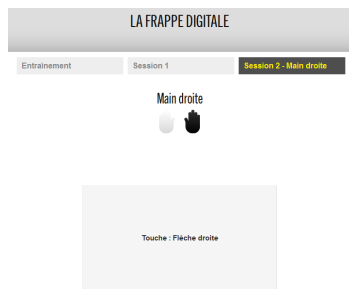 LA FRAPPE DIGITALE
Entrainement
Session 1
Session 2 - Main droite
Main droite
Touche : Flèche droite